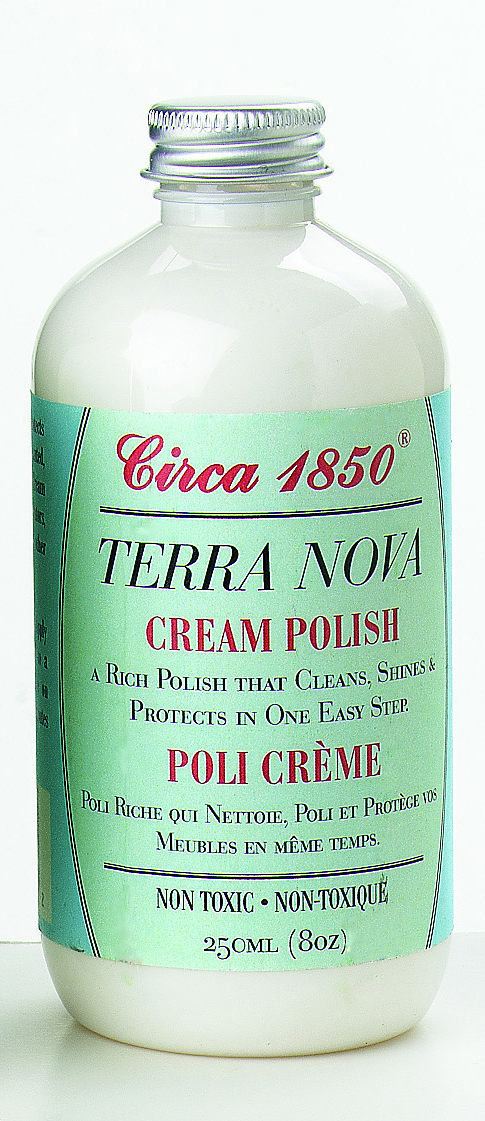 Circa 1850®
TERRA NOVA
CREAM POLISH
A RICH POLISH THAT CLEANS, SHINES &
PROTECTS IN ONE EASY STEP.
POLI CRÈME
POLI RICHE QUI NETTOIE, POLI ET PROTÈGE VOS
MEUBLES EN MÊME TEMPS.
NON TOXIC • NON-TOXIQUE
250ML (8OZ)